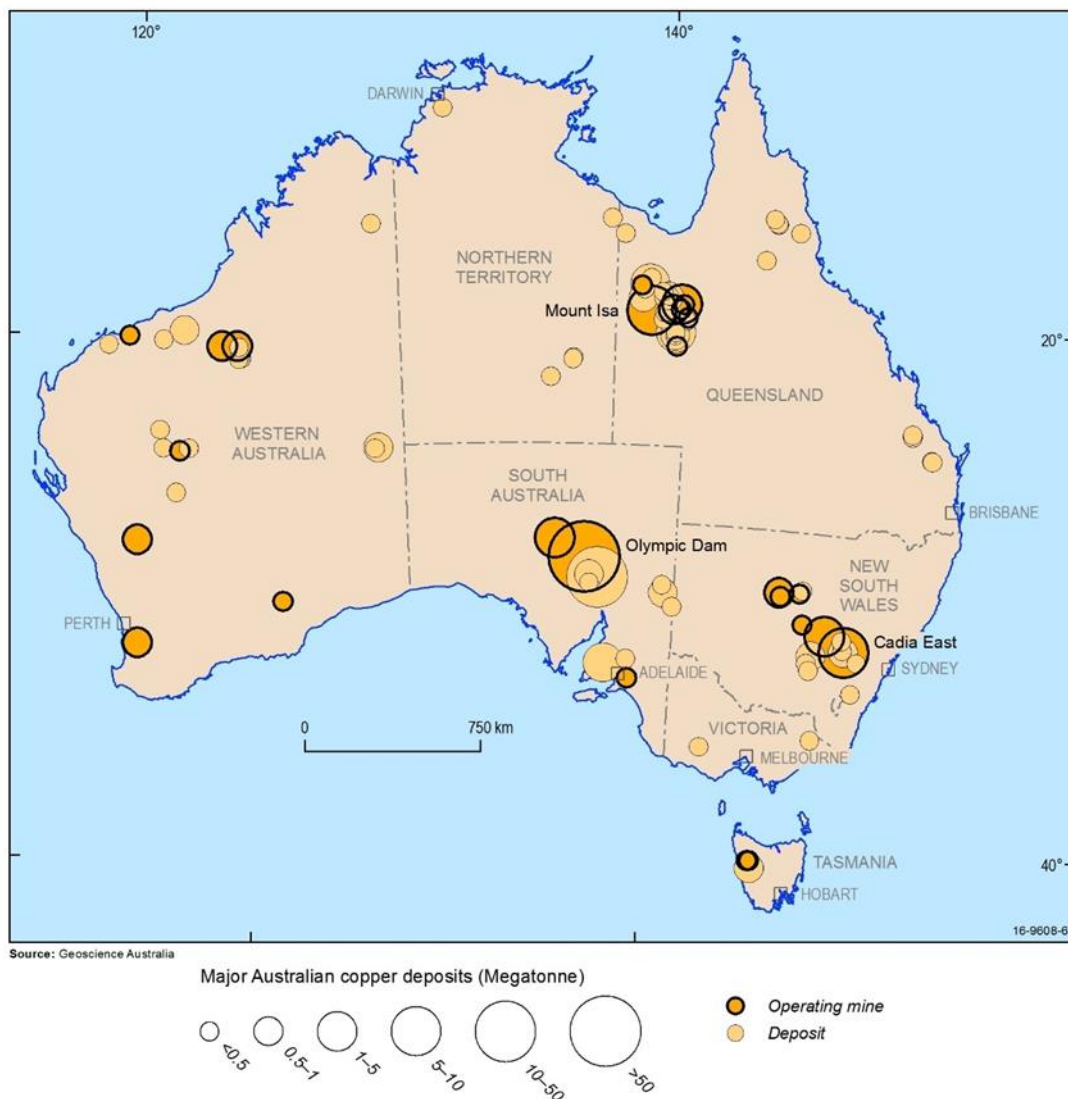 120°
140°
DARWIN
NORTHERN
TERRITORY
Mount Isa
20°
QUEENSLAND
WESTERN
AUSTRALIA
SOUTH
AUSTRALIA
BRISBANE
Olympic Dam
NEW
SOUTH
WALES
PERTH
Cadia East
ADELAIDE
SYDNEY
0
750 km
VICTORIA
MELBOURNE
TASMANIA
40°
HOBART
16-9608-6
Source: Geoscience Australia
Major Australian copper deposits (Megatonne)
<0.5
0.5–1
1–5
5–10
10–50
>50
Operating mine
Deposit